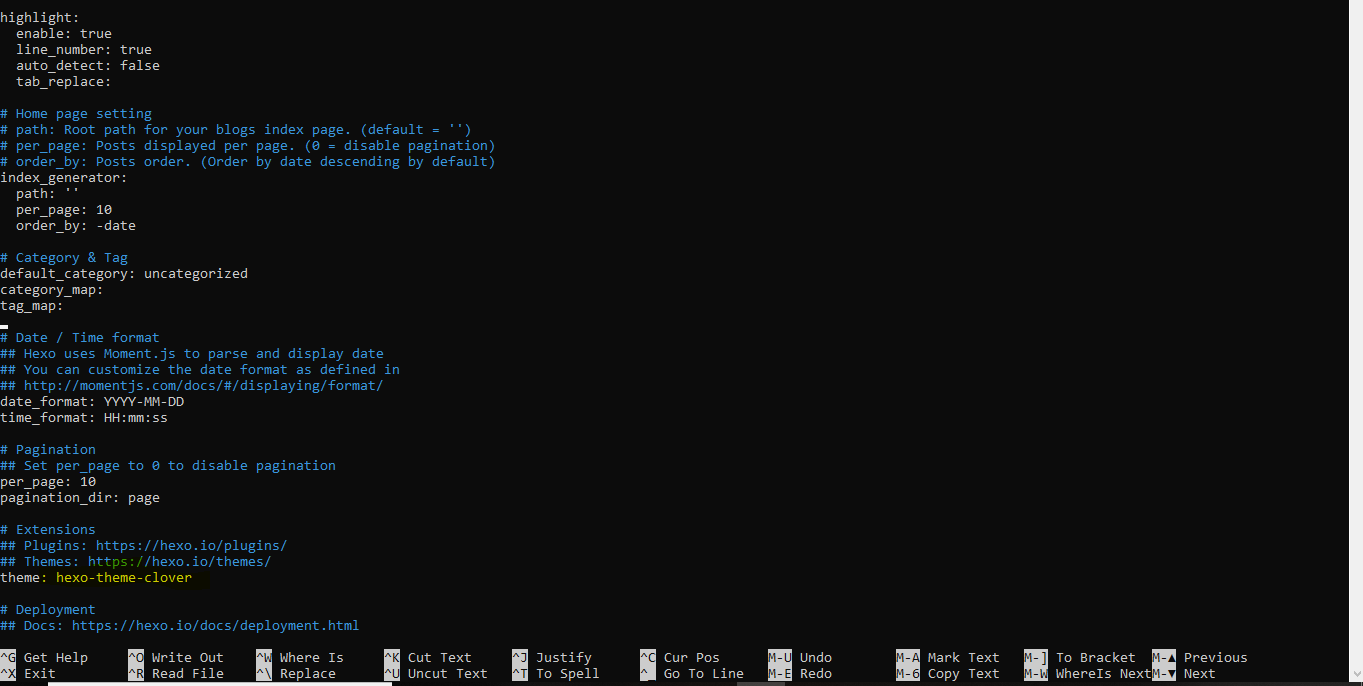 highlight:
  enable: true
  line_number: true
  auto_detect: false
  tab_replace:

# Home page setting
# path: Root path for your blogs index page. (default = '')
# per_page: Posts displayed per page. (0 = disable pagination)
# order_by: Posts order. (Order by date descending by default)
index_generator:
  path: ''
  per_page: 10
  order_by: -date

# Category & Tag
default_category: uncategorized
category_map:
tag_map:

# Date / Time format
## Hexo uses Moment.js to parse and display date
## You can customize the date format as defined in
## http://momentjs.com/docs/#/displaying/format/
date_format: YYYY-MM-DD
time_format: HH:mm:ss

# Pagination
## Set per_page to 0 to disable pagination
per_page: 10
pagination_dir: page

# Extensions
## Plugins: https://hexo.io/plugins/
## Themes: https://hexo.io/themes/
theme: hexo-theme-clover

# Deployment
## Docs: https://hexo.io/docs/deployment.html

^G Get Help ^O Write Out ^W Where Is ^K Cut Text ^J Justify ^C Cur Pos M-U Undo M-A Mark Text M-] To Bracket M-▲ Previous
^X Exit ^R Read File ^\ Replace ^U Uncut Text ^T To Spell ^_ Go To Line M-E Redo M-6 Copy Text M-W WhereIs Next M-▼ Next